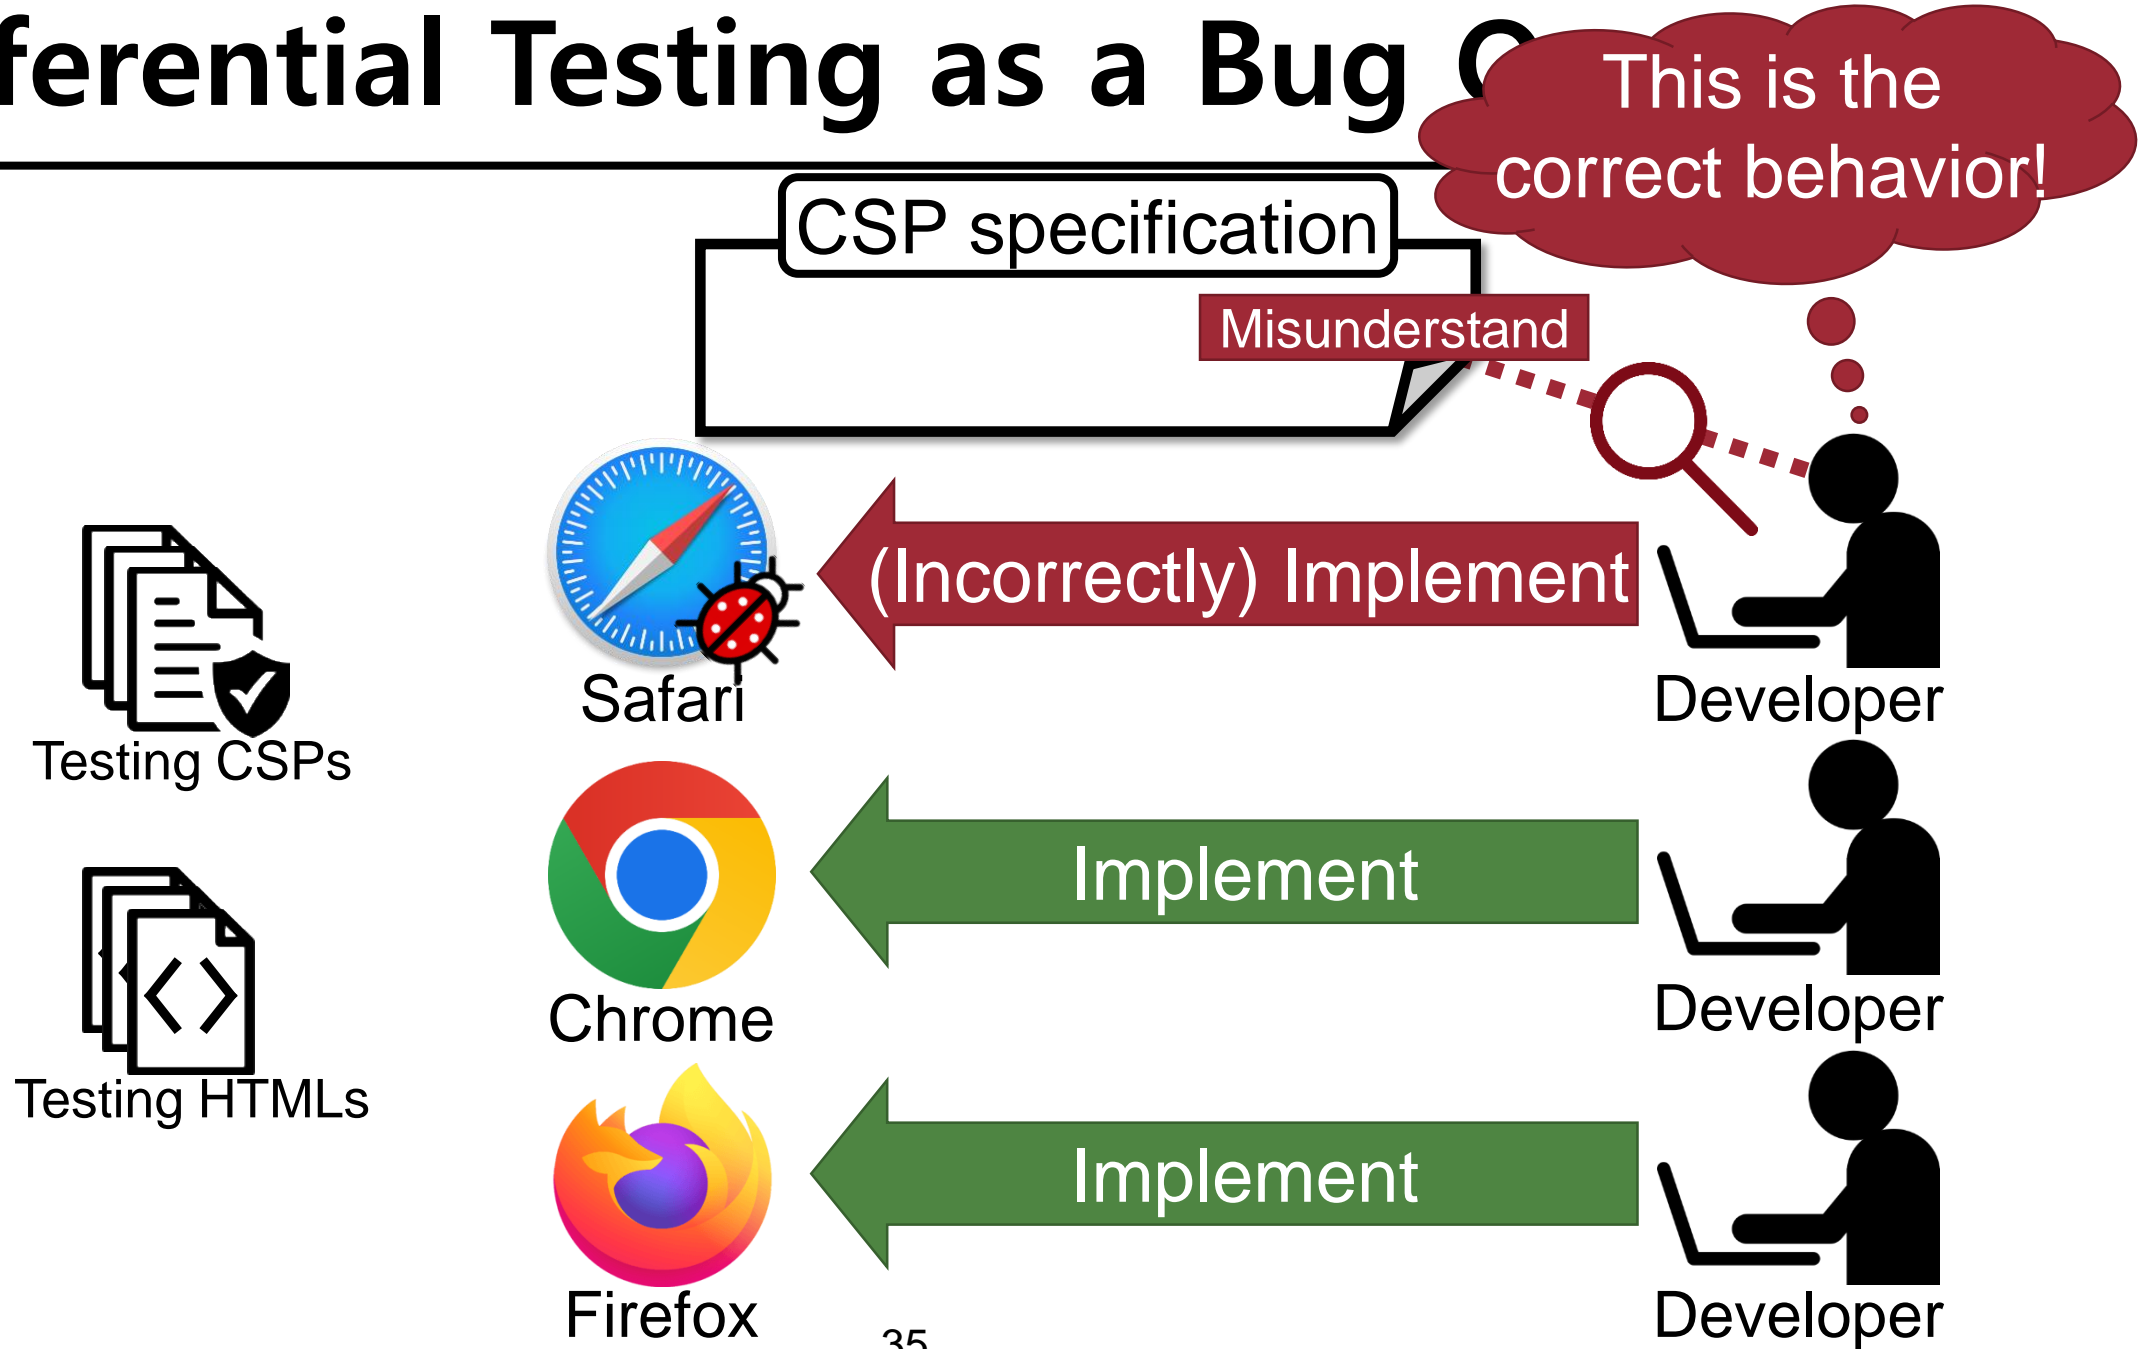 ferential Testing as a Bug
This is the
correct behavior!
CSP specification
Misunderstand
(Incorrectly) Implement
Safari
Developer
Testing CSPs
Implement
Chrome
Developer
Testing HTMLs
Implement
Firefox
Developer
35